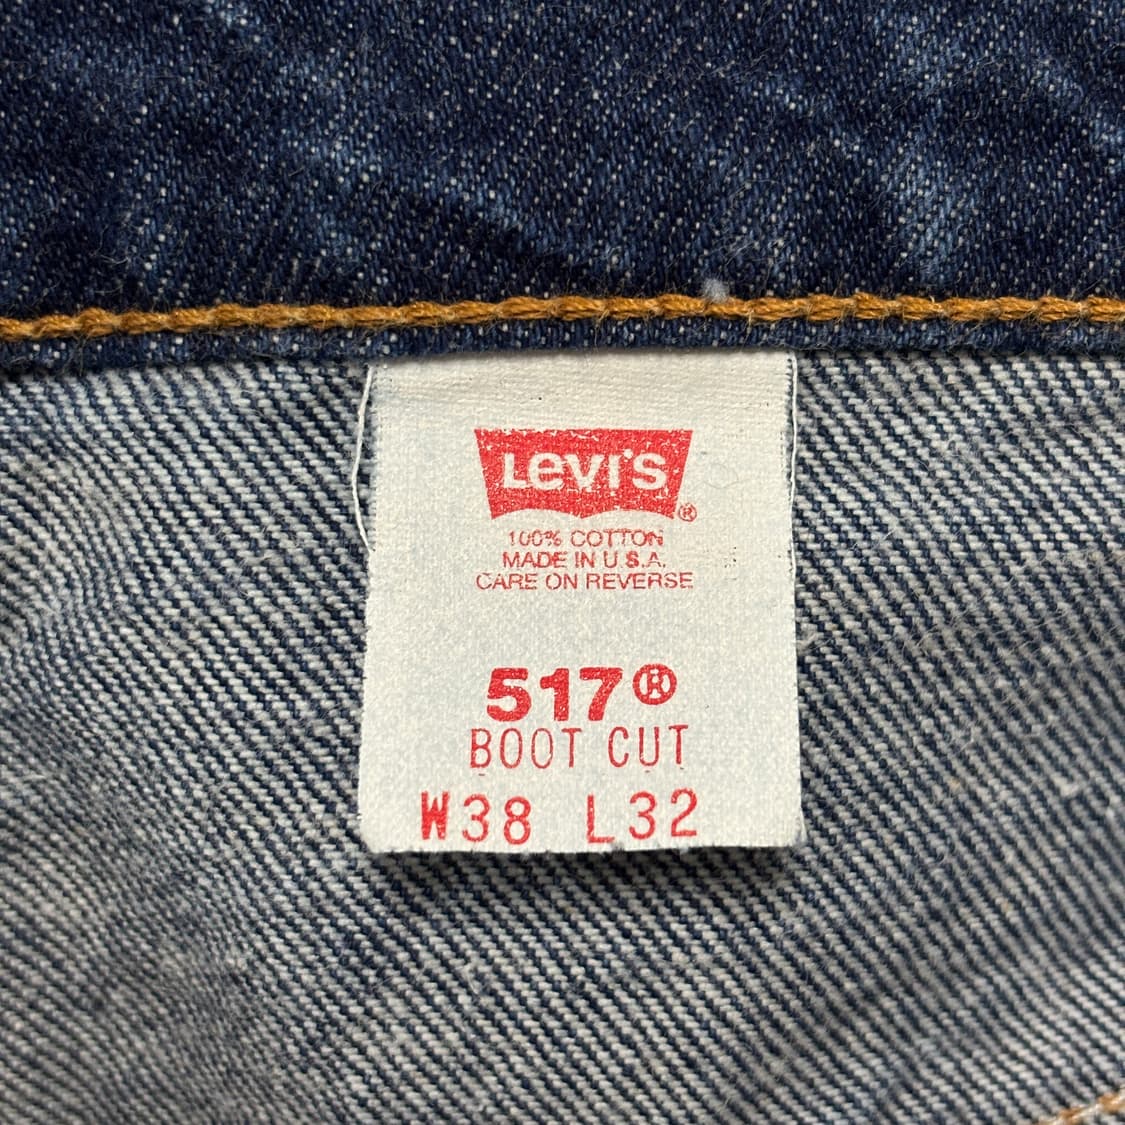 Levi's ®
100% COTTON
MADE IN U.S.A.
CARE ON REVERSE
517®
BOOT CUT
W38 L32